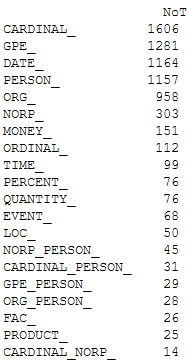 NoT
CARDINAL_ 1606
GPE_ 1281
DATE_ 1164
PERSON_ 1157
ORG_ 958
NORP_ 303
MONEY_ 151
ORDINAL_ 112
TIME_ 99
PERCENT_ 76
QUANTITY_ 76
EVENT_ 68
LOC_ 50
NORP_PERSON_ 45
CARDINAL_PERSON_ 31
GPE_PERSON_ 29
ORG_PERSON_ 28
FAC_ 26
PRODUCT_ 25
CARDINAL_NORP_ 14